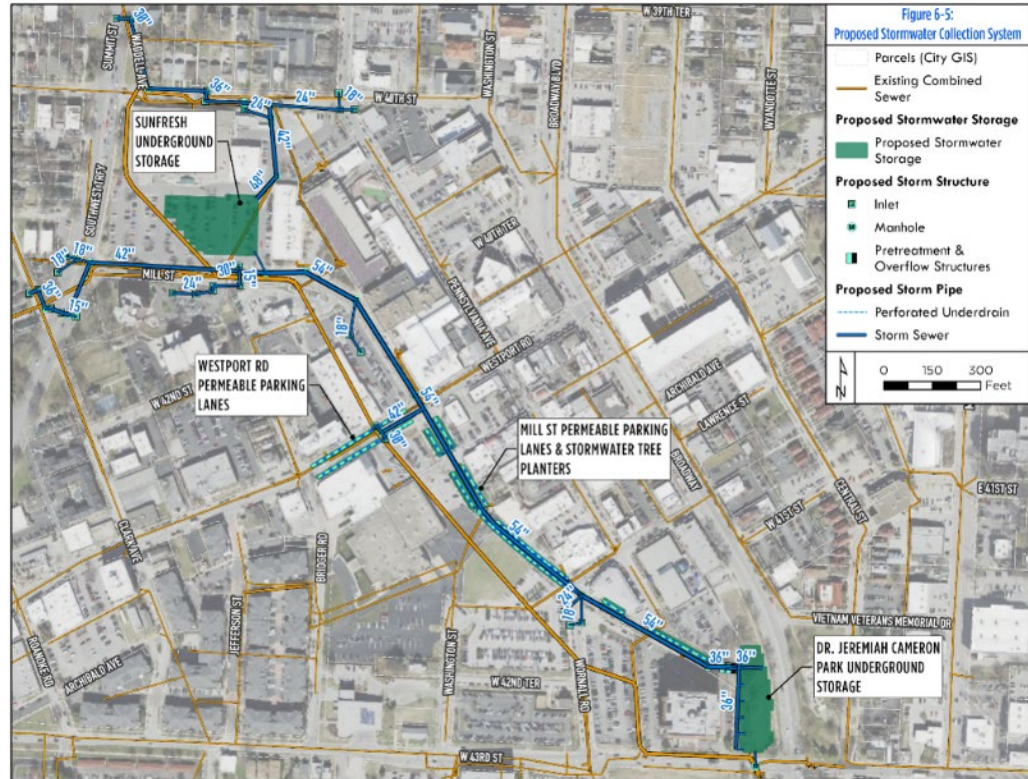 Figure 6-5:
Proposed Stormwater Collection System
Parcels (City GIS)
Existing Combined
Sewer
Proposed Stormwater Storage
Proposed Stormwater
Storage
Proposed Storm Structure
Inlet
M
Manhole
Pretreatment &
Overflow Structures
Proposed Storm Pipe
Perforated Underdrain
Storm Sewer
N
0 150 300
Feet
W 39TH TER
SUMMIT ST
30"
WADDELL AVE
WASHINGTON ST
BROADWAY BLVD
WYANDOTTE ST
36"
24"
24"
18"
W 40TH ST
SUNFRESH
UNDERGROUND
STORAGE
42"
48"
SOUTHWEST TRFY
W 40TH TER
18"
18"
42"
MILL ST
24"
30"
15"
54"
36"
15"
18"
PENNSYLVANIA AVE
WESTPORT RD
ARCHIBALD AVE
LAWRENCE ST
WESTPORT RD
PERMEABLE PARKING
LANES
W 42ND ST
54"
42"
30"
MILL ST PERMEABLE PARKING
LANES & STORMWATER TREE
PLANTERS
BROADWAY
CENTRAL ST
W 41ST ST
E 41ST ST
CLARK AVE
BRIDGER RD
54"
JEFFERSON ST
24"
18"
54"
VIETNAM VETERANS MEMORIAL DR
ROANOKE RD
ARCHIBALD AVE
WASHINGTON ST
W 42ND TER
WORNALL RD
36"
36"
36"
DR. JEREMIAH CAMERON
PARK UNDERGROUND
STORAGE
W 43RD ST